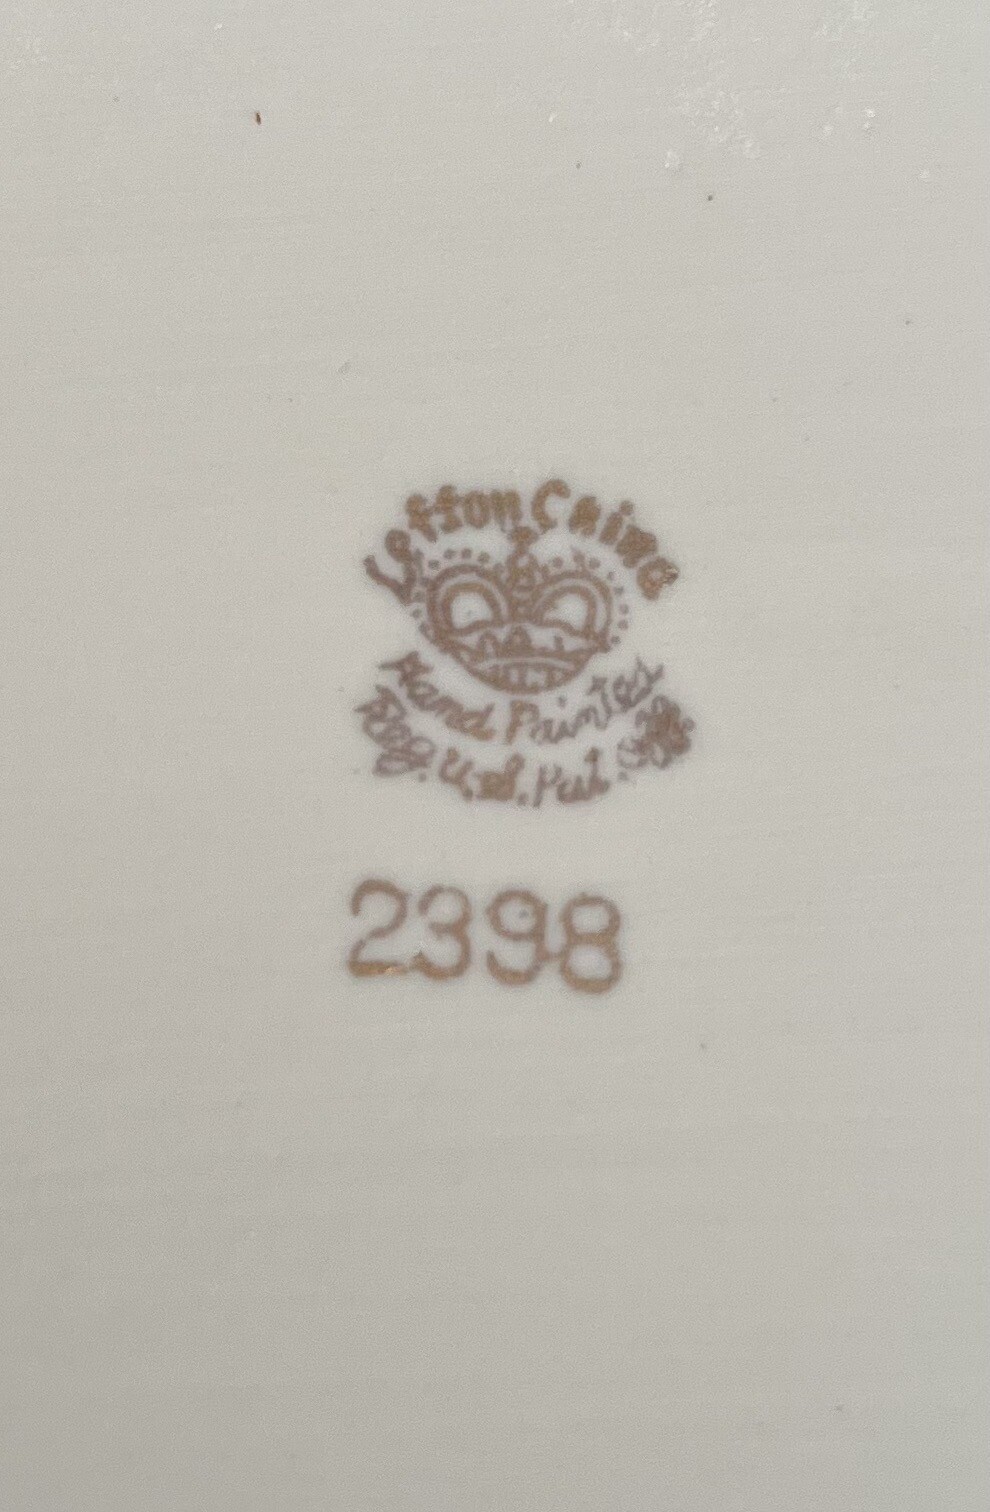 Lefton China
Hand Painted
Reg. U.S. Pat. Off.
2398